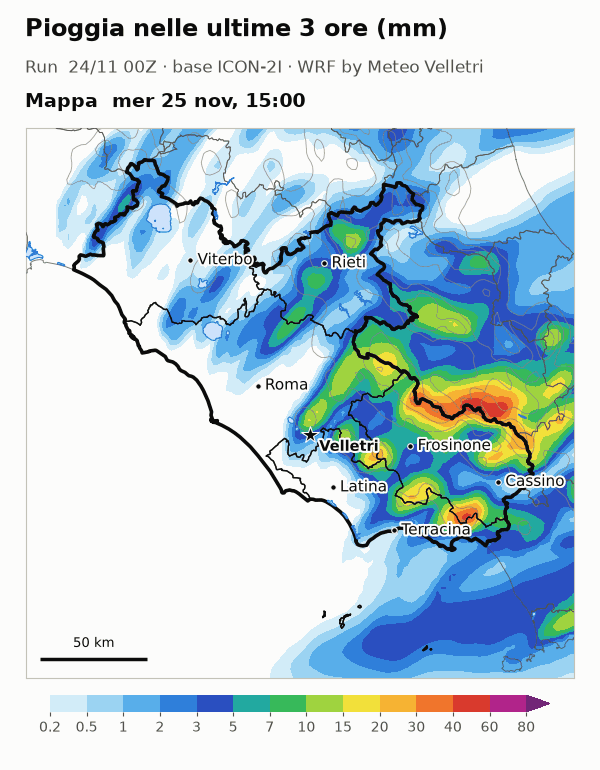 Pioggia nelle ultime 3 ore (mm)
Run  24/11 00Z · base ICON-2I · WRF by Meteo Velletri
Mappa  mer 25 nov, 15:00
Viterbo
Rieti
Roma
Velletri
Frosinone
Cassino
Latina
Terracina
50 km
0.2 0.5 1 2 3 5 7 10 15 20 30 40 60 80